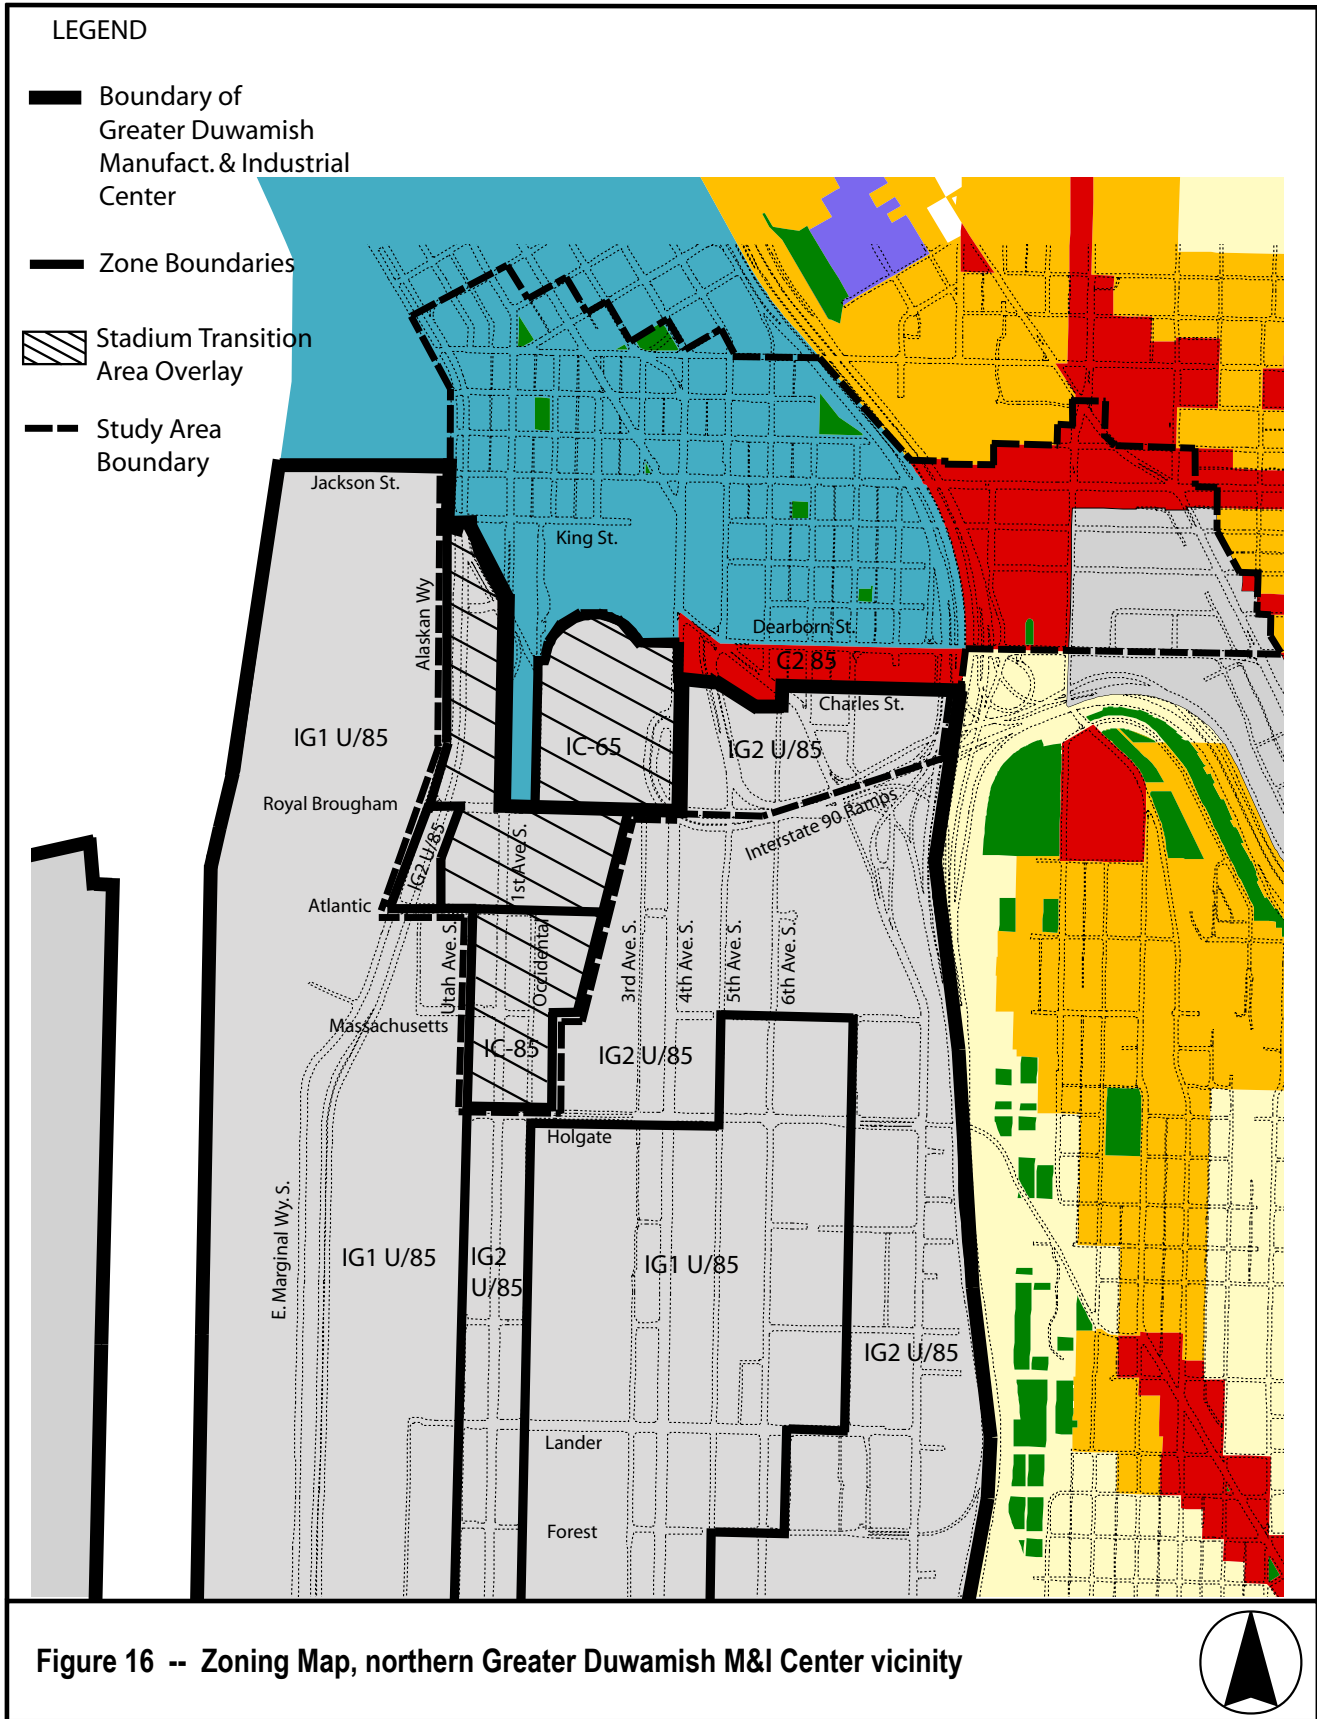 LEGEND
Boundary of
Greater Duwamish
Manufact. & Industrial
Center
Zone Boundaries
Stadium Transition
Area Overlay
Study Area
Boundary
Jackson St.
King St.
Alaskan Wy
Dearborn St.
C2 85
Charles St.
IG1 U/85
IC-65
IG2 U/85
Royal Brougham
Interstate 90 Ramps
IG2 U/85
1st Ave. S.
Atlantic
Utah Ave. S.
Occidental
3rd Ave. S.
4th Ave. S.
5th Ave. S.
6th Ave. S.
Massachusetts
IC-85
IG2 U/85
Holgate
E. Marginal Wy. S.
IG1 U/85
IG2
U/85
IG1 U/85
IG2 U/85
Lander
Forest
Figure 16 -- Zoning Map, northern Greater Duwamish M&I Center vicinity